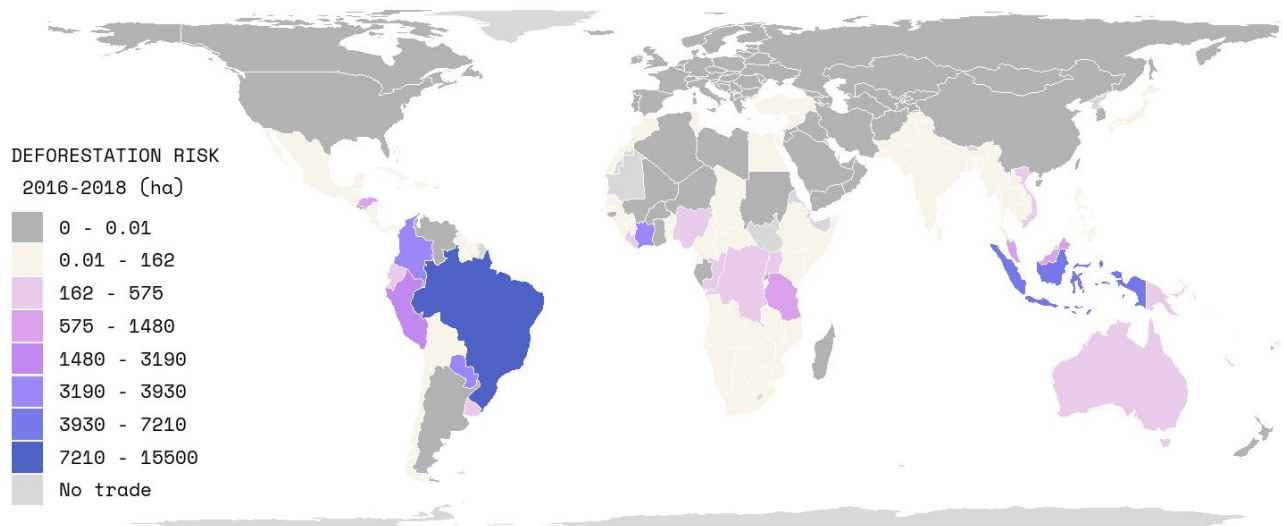 DEFORESTATION RISK
2016-2018 (ha)
0 - 0.01
0.01 - 162
162 - 575
575 - 1480
1480 - 3190
3190 - 3930
3930 - 7210
7210 - 15500
No trade